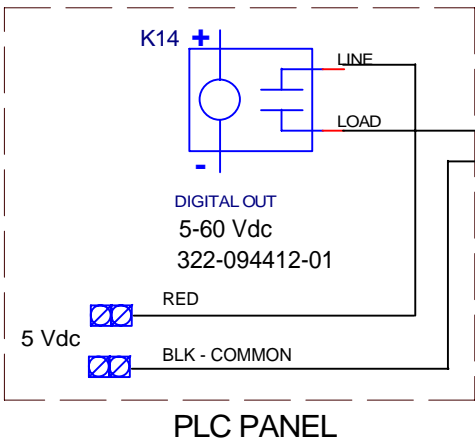 K14 +
LINE
LOAD
-
DIGITAL OUT
5-60 Vdc
322-094412-01
RED
5 Vdc
BLK - COMMON
PLC PANEL